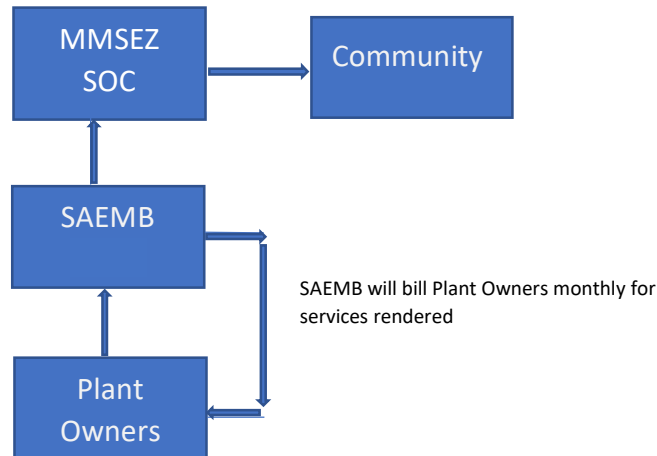 MMSEZ
SOC
Community
SAEMB
SAEMB will bill Plant Owners monthly for
services rendered
Plant
Owners